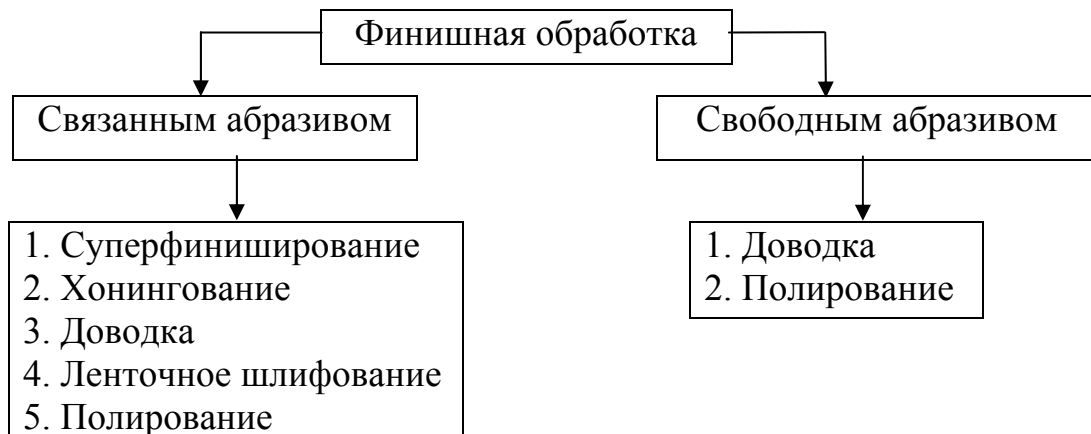 Финишная обработка
Связанным абразивом
Свободным абразивом
1. Суперфиниширование
2. Хонингование
3. Доводка
4. Ленточное шлифование
5. Полирование
1. Доводка
2. Полирование